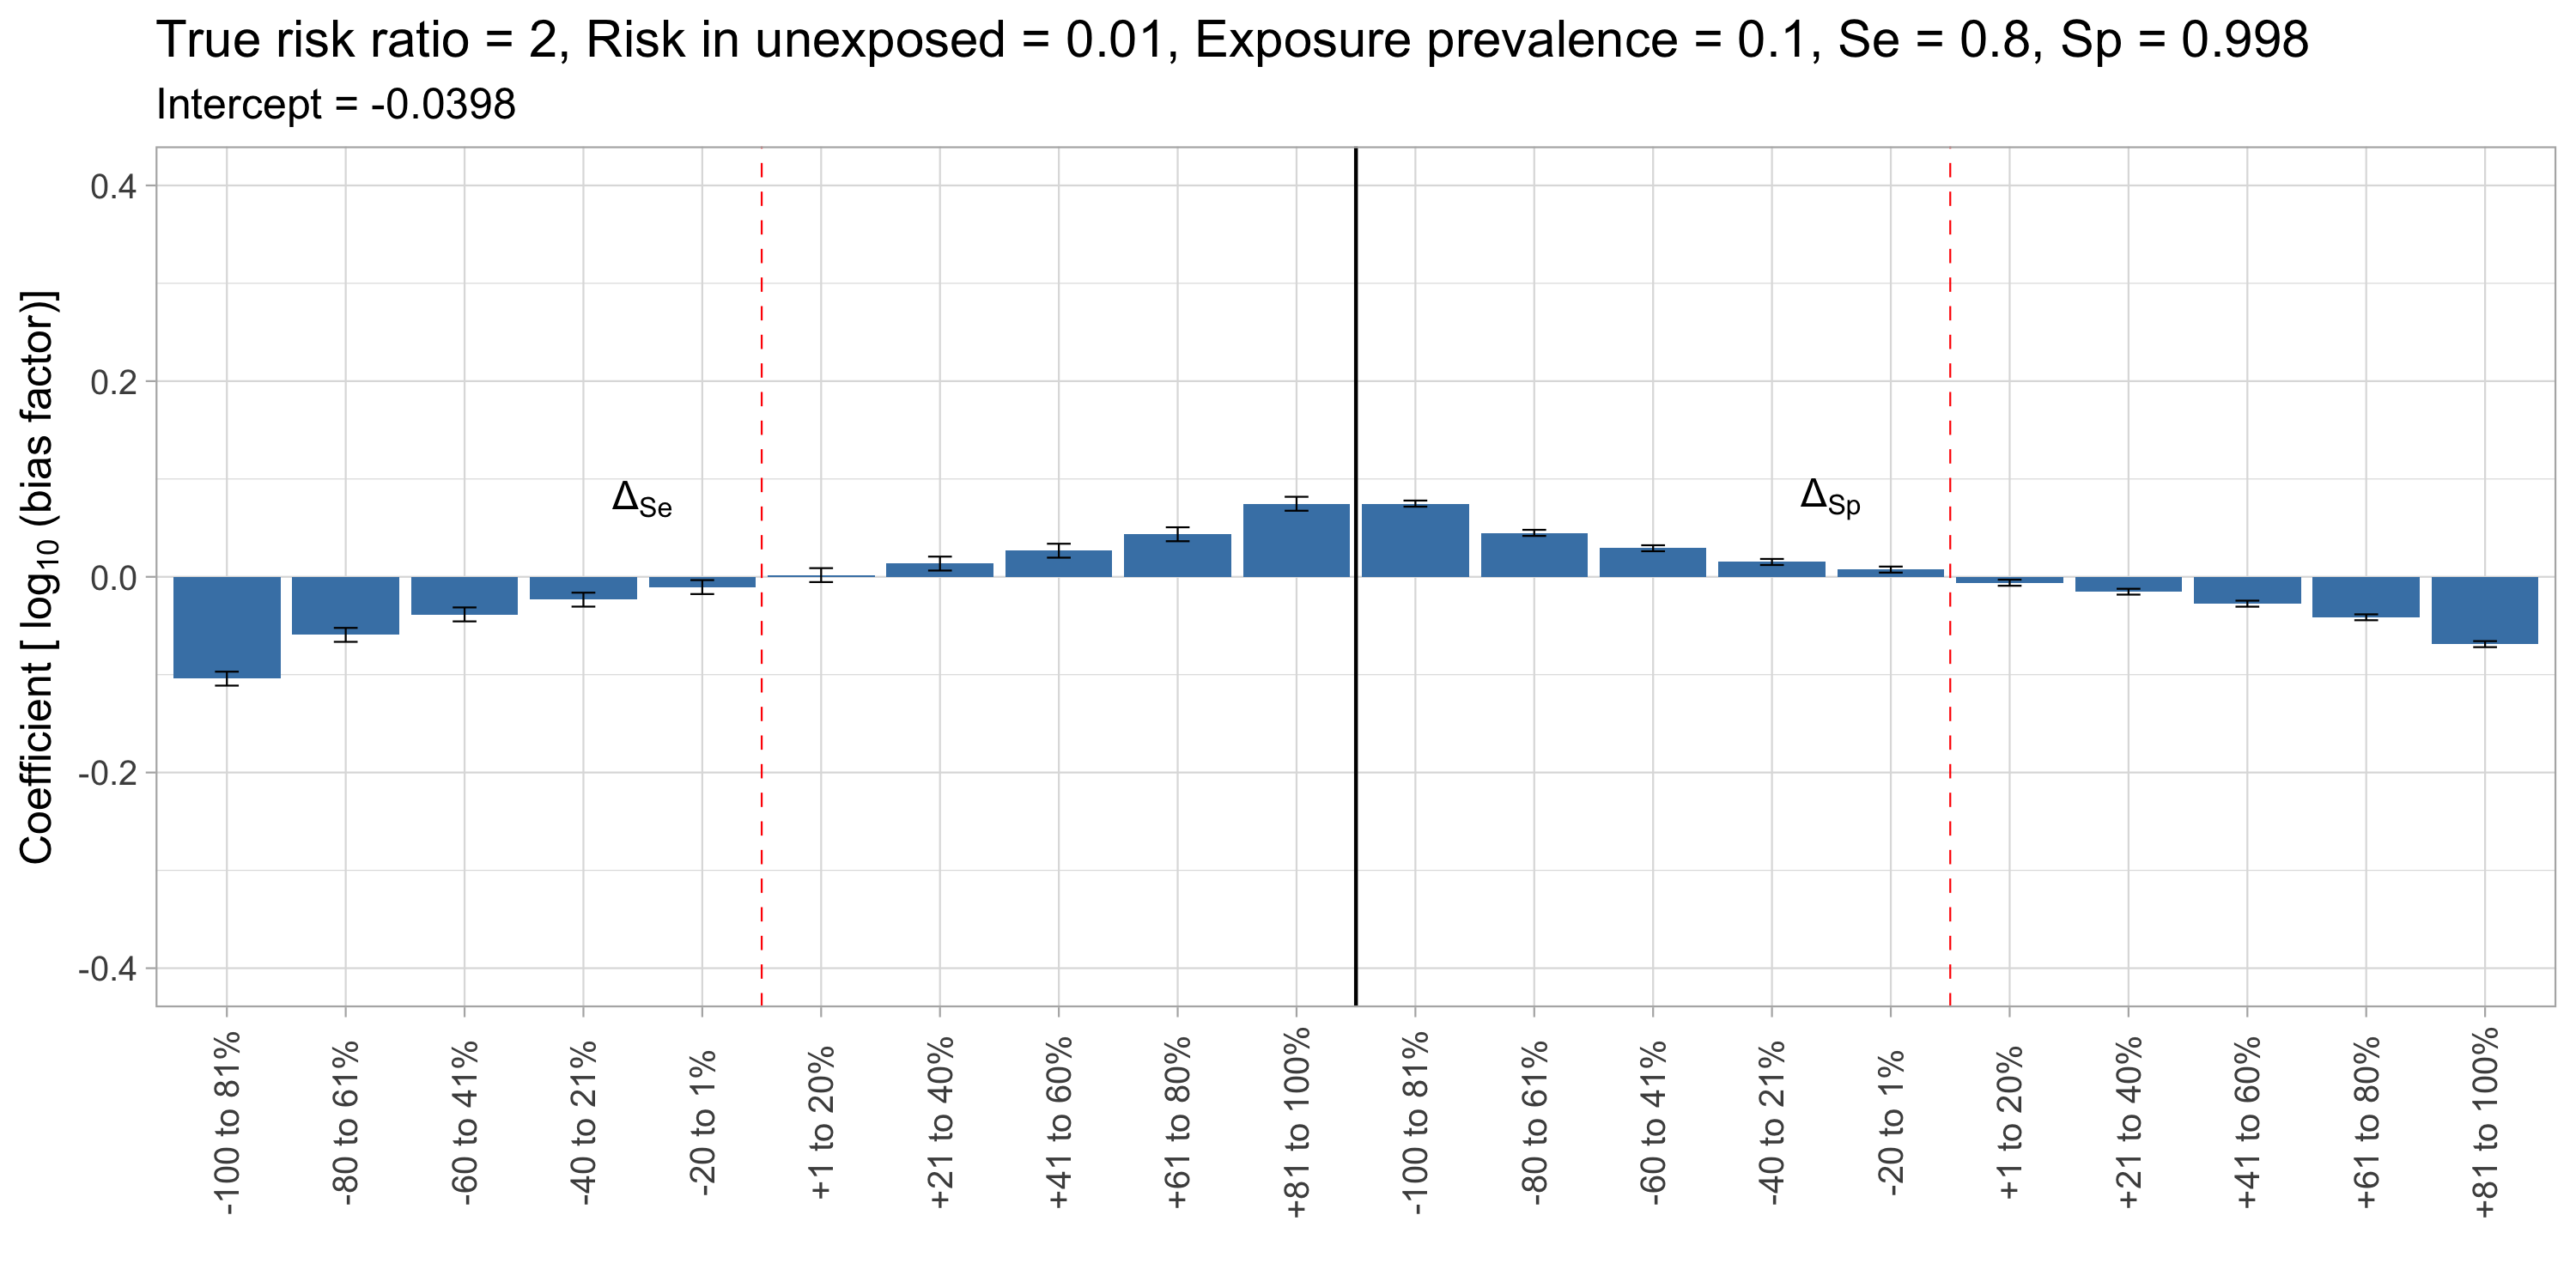 True risk ratio = 2, Risk in unexposed = 0.01, Exposure prevalence = 0.1, Se = 0.8, Sp = 0.998
Intercept = -0.0398
Coefficient [ log10 (bias factor)]
0.4
0.2
0.0
-0.2
-0.4
ΔSe
ΔSp
-100 to 81%
-80 to 61%
-60 to 41%
-40 to 21%
-20 to 1%
+1 to 20%
+21 to 40%
+41 to 60%
+61 to 80%
+81 to 100%
-100 to 81%
-80 to 61%
-60 to 41%
-40 to 21%
-20 to 1%
+1 to 20%
+21 to 40%
+41 to 60%
+61 to 80%
+81 to 100%